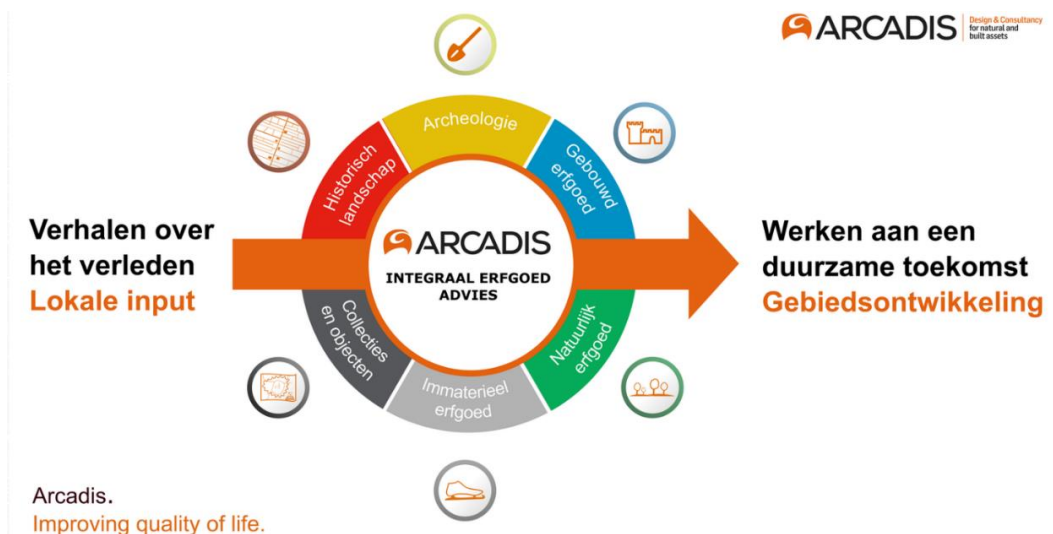 ARCADIS
Design & Consultancy
for natural and
built assets
Archeologie
Historisch
landschap
Gebouwd
erfgoed
Verhalen over
het verleden
Lokale input
ARCADIS
INTEGRAAL ERFGOED
ADVIES
Werken aan een
duurzame toekomst
Gebiedsontwikkeling
Collecties
en objecten
Immaterieel
erfgoed
Natuurlijk
erfgoed
Arcadis.
Improving quality of life.